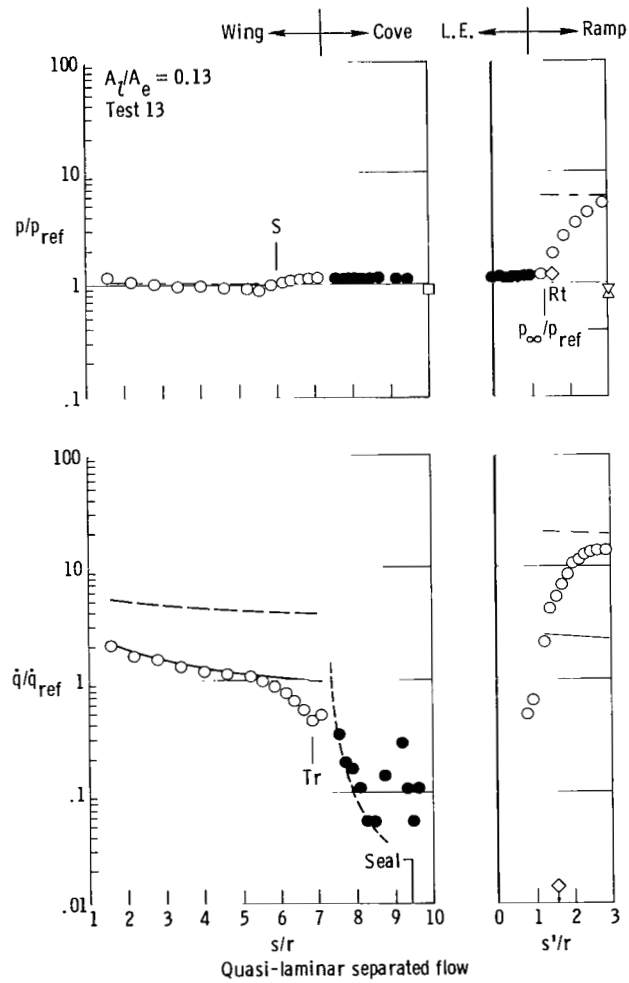 Wing Cove L.E. Ramp
100
A_l/A_e = 0.13
Test 13
10
p/p_ref
S
1
Rt
p_∞/p_ref
.1
100
10
q̇/q̇_ref
1
Tr
.1
Seal
.01
1 2 3 4 5 6 7 8 9 10 0 1 2 3
s/r s'/r
Quasi-laminar separated flow